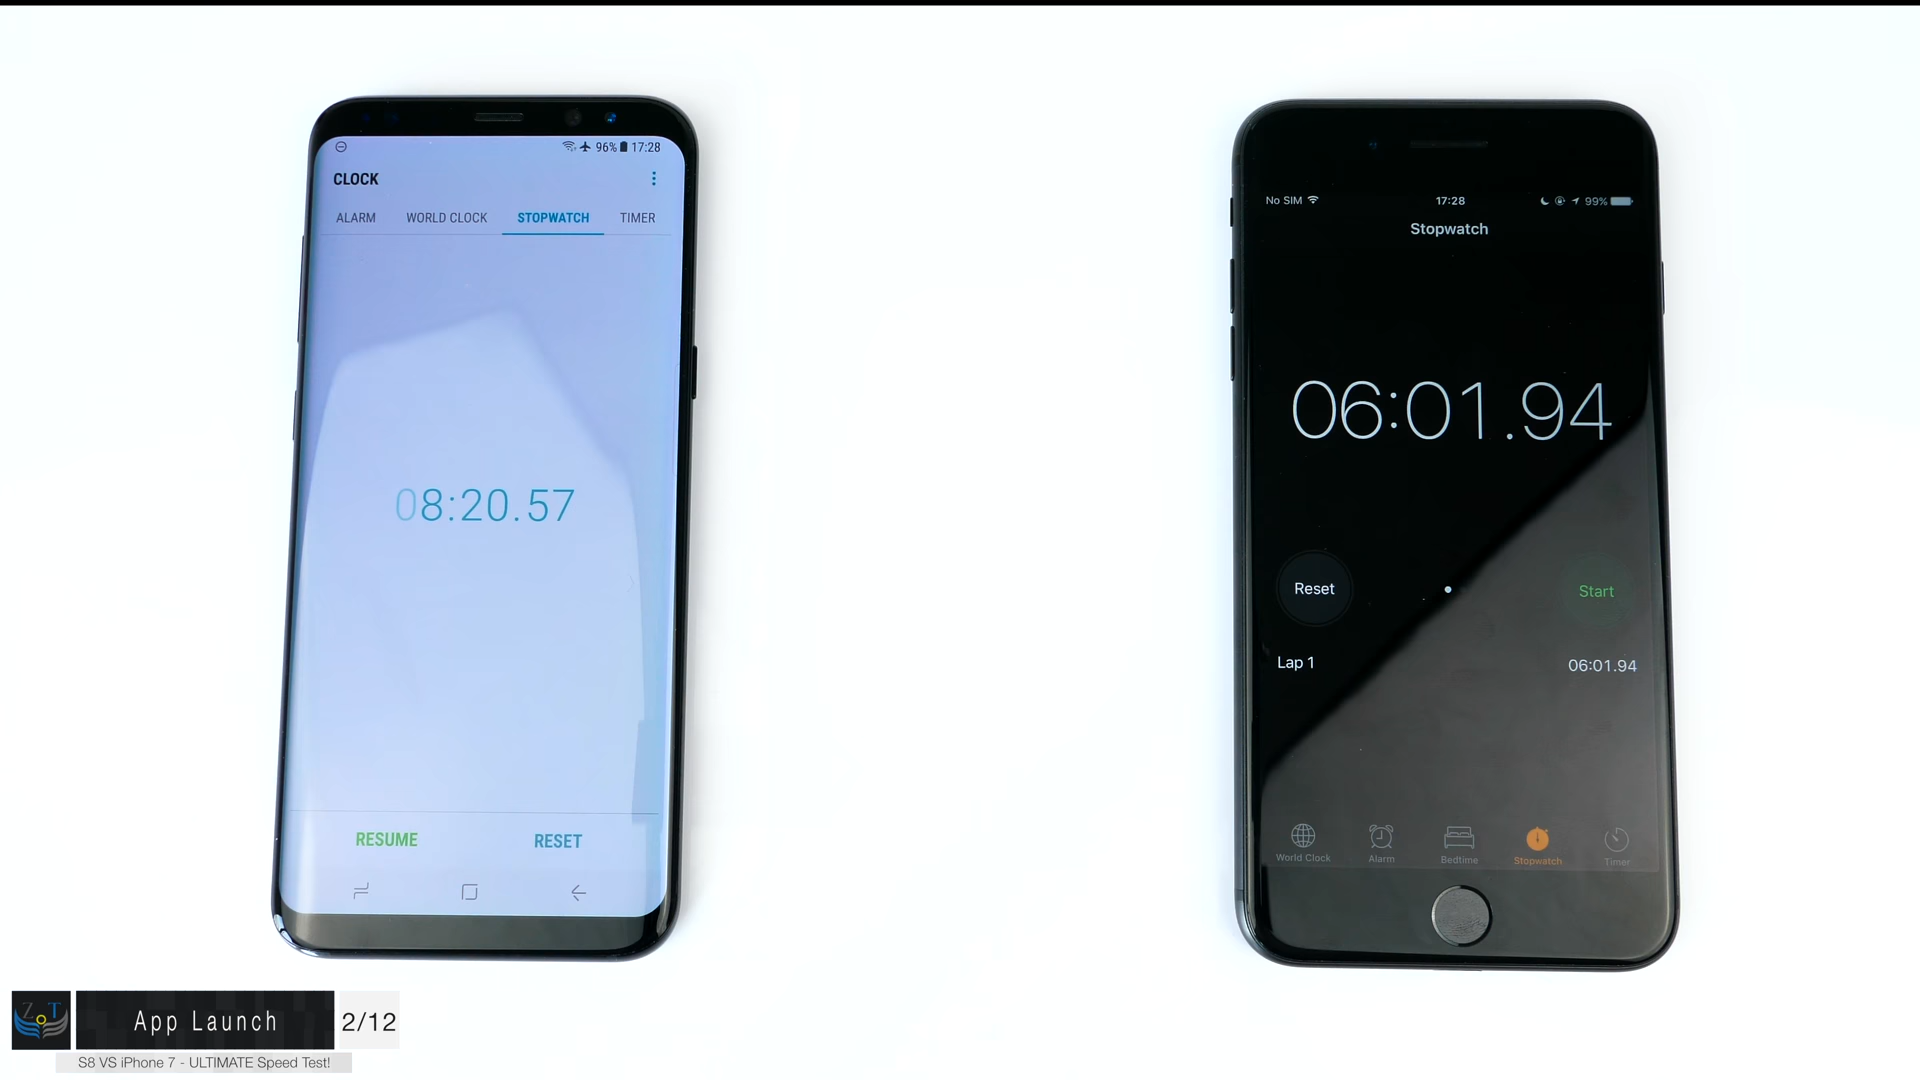 96% 17:28
CLOCK
ALARM WORLD CLOCK STOPWATCH TIMER
08:20.57
RESUME RESET
No SIM 17:28 99%
Stopwatch
06:01.94
Reset Start
Lap 1 06:01.94
World Clock Alarm Bedtime Stopwatch Timer
ZOT
App Launch 2/12
S8 VS iPhone 7 - ULTIMATE Speed Test!